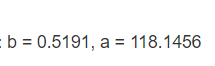 : b = 0.5191, a = 118.1456